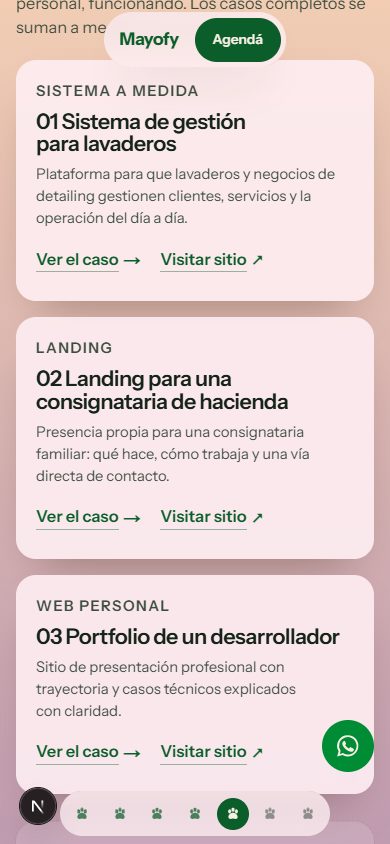 personal, funcionando. Los casos completos se
suman a me
Mayofy
Agendá
SISTEMA A MEDIDA
01 Sistema de gestión
para lavaderos
Plataforma para que lavaderos y negocios de
detailing gestionen clientes, servicios y la
operación del día a día.
Ver el caso → Visitar sitio ↗
LANDING
02 Landing para una
consignataria de hacienda
Presencia propia para una consignataria
familiar: qué hace, cómo trabaja y una vía
directa de contacto.
Ver el caso → Visitar sitio ↗
WEB PERSONAL
03 Portfolio de un desarrollador
Sitio de presentación profesional con
trayectoria y casos técnicos explicados
con claridad.
Ver el caso → Visitar sitio ↗
N